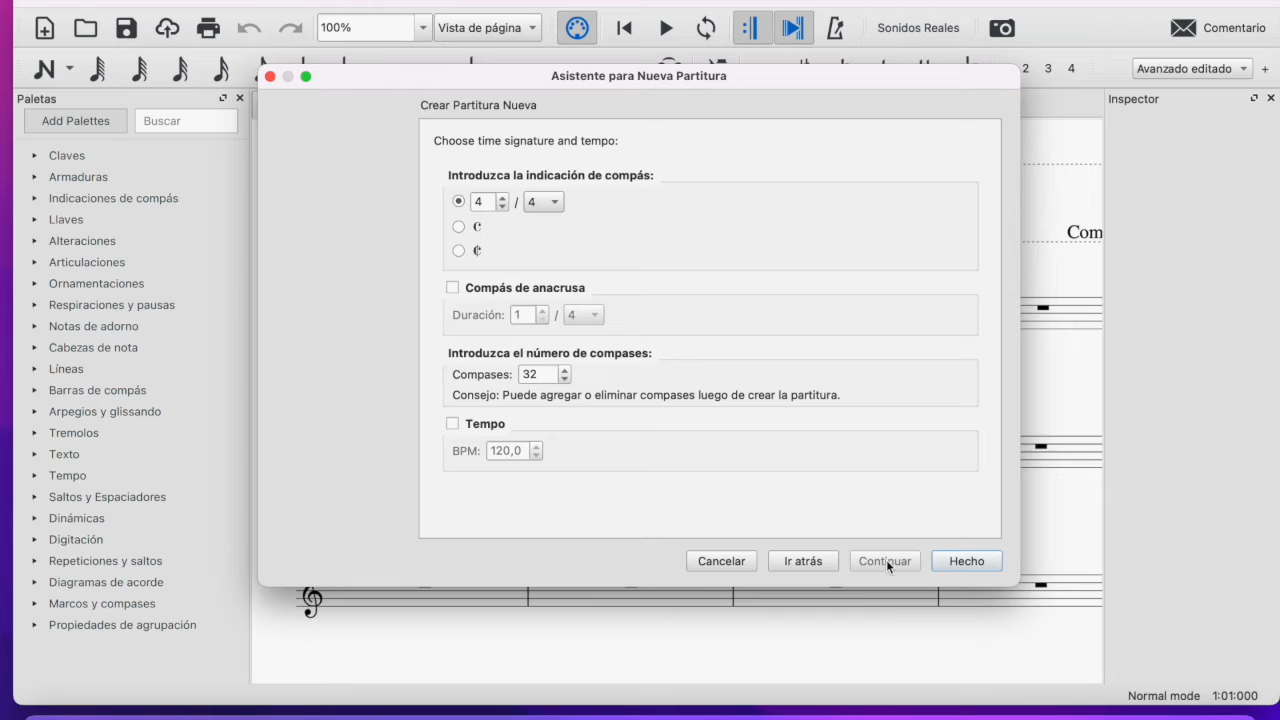 100%
Vista de página
Sonidos Reales
Comentario
2 3 4
Avanzado editado
+
Paletas
Add Palettes
Buscar
Claves
Armaduras
Indicaciones de compás
Llaves
Alteraciones
Articulaciones
Ornamentaciones
Respiraciones y pausas
Notas de adorno
Cabezas de nota
Líneas
Barras de compás
Arpegios y glissando
Tremolos
Texto
Tempo
Saltos y Espaciadores
Dinámicas
Digitación
Repeticiones y saltos
Diagramas de acorde
Marcos y compases
Propiedades de agrupación
Asistente para Nueva Partitura
Crear Partitura Nueva
Choose time signature and tempo:
Introduzca la indicación de compás:
4 / 4
Compás de anacrusa
Duración: 1 / 4
Introduzca el número de compases:
Compases: 32
Consejo: Puede agregar o eliminar compases luego de crear la partitura.
Tempo
BPM: 120,0
Cancelar
Ir atrás
Continuar
Hecho
Com
Inspector
Normal mode 1:01:000